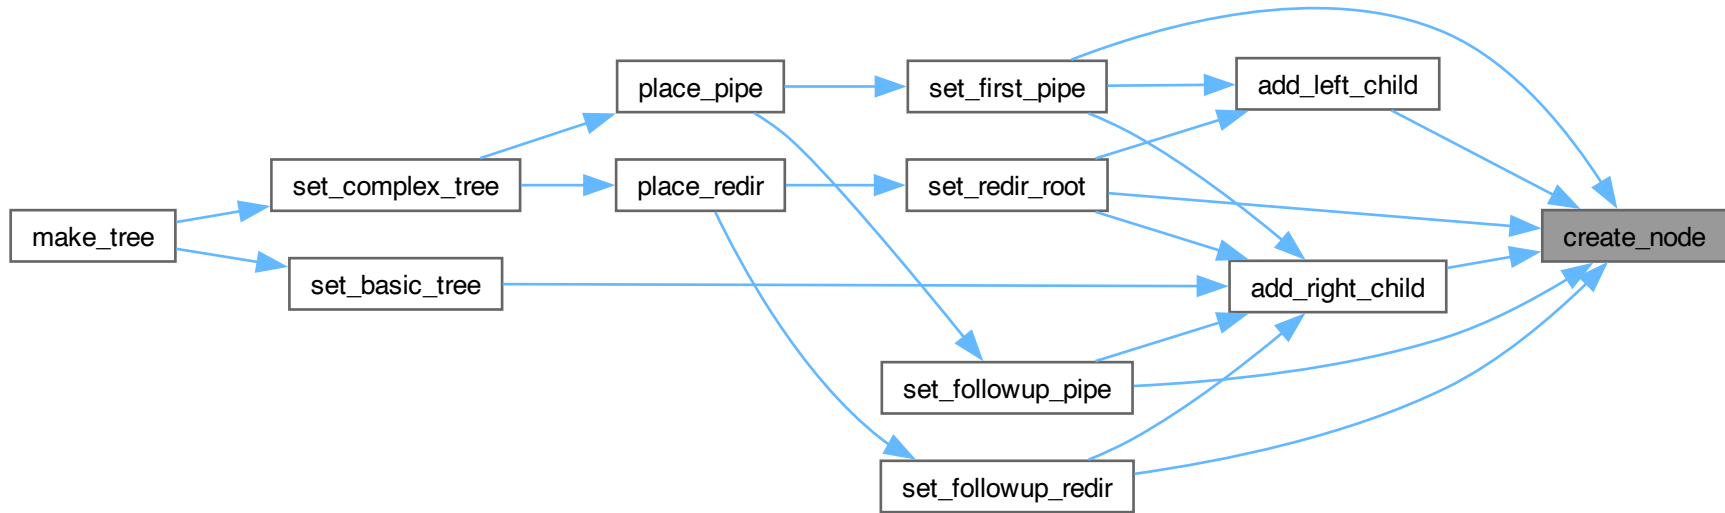 place_pipe
set_first_pipe
add_left_child
set_complex_tree
place_redir
set_redir_root
make_tree
create_node
set_basic_tree
add_right_child
set_followup_pipe
set_followup_redir